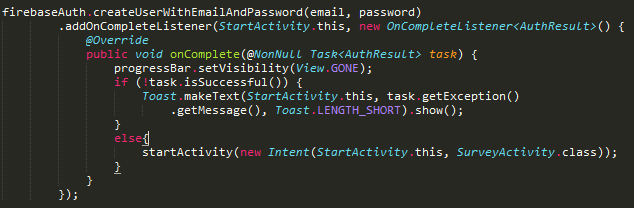 firebaseAuth.createUserWithEmailAndPassword(email, password)
        .addOnCompleteListener(StartActivity.this, new OnCompleteListener<AuthResult>() {
            @Override
            public void onComplete(@NonNull Task<AuthResult> task) {
                progressBar.setVisibility(View.GONE);
                if (!task.isSuccessful()) {
                    Toast.makeText(StartActivity.this, task.getException()
                        .getMessage(), Toast.LENGTH_SHORT).show();
                }
                else{
                    startActivity(new Intent(StartActivity.this, SurveyActivity.class));
                }
            }
        });